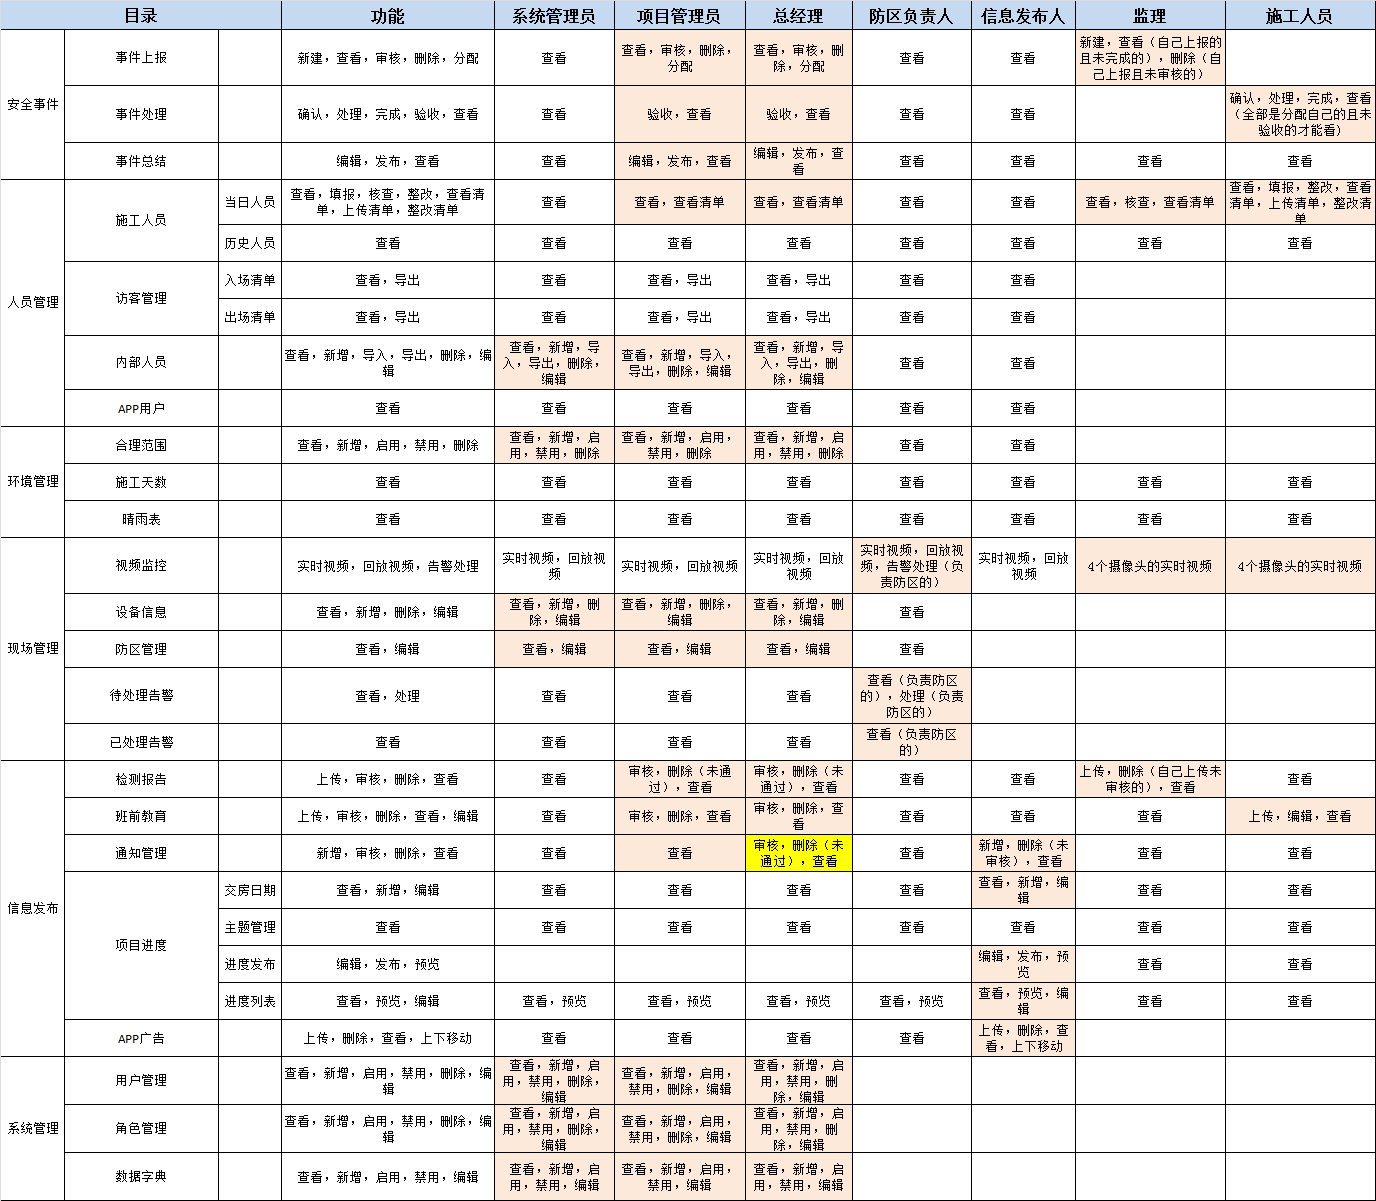 目录 功能 系统管理员 项目管理员 总经理 防区负责人 信息发布人 监理 施工人员
安全事件
事件上报 新建，查看，审核，删除，分配 查看 查看，审核，删除，分配 查看，审核，删除，分配 查看 查看 新建，查看（自己上报的且未完成的），删除（自己上报且未审核的）
事件处理 确认，处理，完成，验收，查看 查看 验收，查看 验收，查看 查看 查看 确认，处理，完成，查看（全部是分配自己的且未验收的才能看）
事件总结 编辑，发布，查看 查看 编辑，发布，查看 编辑，发布，查看 查看 查看 查看 查看
人员管理
施工人员
当日人员 查看，填报，核查，整改，查看清单，上传清单，整改清单 查看 查看，查看清单 查看，查看清单 查看 查看 查看，核查，查看清单 查看，填报，整改，查看清单，上传清单，整改清单
历史人员 查看 查看 查看 查看 查看 查看 查看 查看
访客管理
入场清单 查看，导出 查看 查看，导出 查看，导出 查看 查看
出场清单 查看，导出 查看 查看，导出 查看，导出 查看 查看
内部人员 查看，新增，导入，导出，删除，编辑 查看，新增，导入，导出，删除，编辑 查看，新增，导入，导出，删除，编辑 查看，新增，导入，导出，删除，编辑 查看 查看
APP用户 查看 查看 查看 查看 查看 查看
环境管理
合理范围 查看，新增，启用，禁用，删除 查看，新增，启用，禁用，删除 查看，新增，启用，禁用，删除 查看，新增，启用，禁用，删除 查看 查看
施工天数 查看 查看 查看 查看 查看 查看 查看 查看
晴雨表 查看 查看 查看 查看 查看 查看 查看 查看
现场管理
视频监控 实时视频，回放视频，告警处理 实时视频，回放视频 实时视频，回放视频 实时视频，回放视频 实时视频，回放视频，告警处理（负责防区的） 实时视频，回放视频 4个摄像头的实时视频 4个摄像头的实时视频
设备信息 查看，新增，删除，编辑 查看，新增，删除，编辑 查看，新增，删除，编辑 查看，新增，删除，编辑 查看
防区管理 查看，编辑 查看，编辑 查看，编辑 查看，编辑 查看
待处理告警 查看，处理 查看 查看 查看 查看（负责防区的），处理（负责防区的）
已处理告警 查看 查看 查看 查看 查看（负责防区的）
信息发布
检测报告 上传，审核，删除，查看 查看 审核，删除（未通过），查看 审核，删除（未通过），查看 查看 查看 上传，删除（自己上传未审核的），查看 查看
班前教育 上传，审核，删除，查看，编辑 查看 审核，删除，查看 审核，删除，查看 查看 查看 查看 上传，编辑，查看
通知管理 新增，审核，删除，查看 查看 查看 审核，删除（未通过），查看 查看 新增，删除（未审核），查看 查看 查看
项目进度
交房日期 查看，新增，编辑 查看 查看 查看 查看 查看，新增，编辑 查看 查看
主题管理 查看 查看 查看 查看 查看 查看 查看 查看
进度发布 编辑，发布，预览 编辑，发布，预览 查看 查看
进度列表 查看，预览，编辑 查看，预览 查看，预览 查看，预览 查看，预览 查看，预览，编辑 查看 查看
APP广告 上传，删除，查看，上下移动 查看 查看 查看 查看 上传，删除，查看，上下移动
系统管理
用户管理 查看，新增，启用，禁用，删除，编辑 查看，新增，启用，禁用，删除，编辑 查看，新增，启用，禁用，删除，编辑 查看，新增，启用，禁用，删除，编辑
角色管理 查看，新增，启用，禁用，删除，编辑 查看，新增，启用，禁用，删除，编辑 查看，新增，启用，禁用，删除，编辑 查看，新增，启用，禁用，删除，编辑
数据字典 查看，新增，启用，禁用，编辑 查看，新增，启用，禁用，编辑 查看，新增，启用，禁用，编辑 查看，新增，启用，禁用，编辑